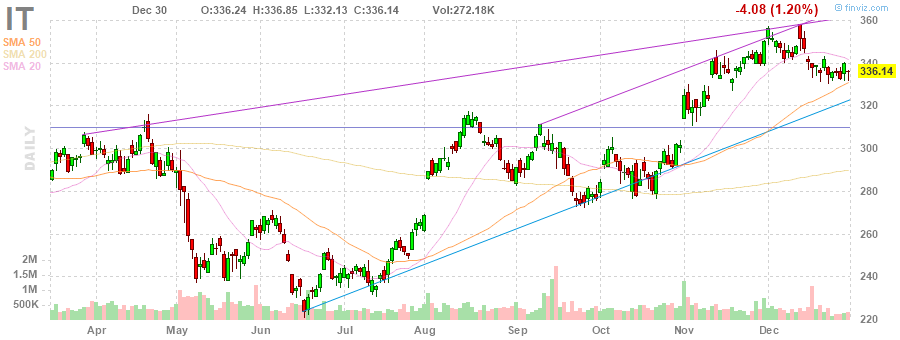 IT
Dec 30 O:336.24 H:336.85 L:332.13 C:336.14 Vol:272.18K -4.08 (1.20%)
finviz.com
SMA 50
SMA 200
SMA 20
DAILY
360
340
336.14
320
300
280
260
240
220
2M
1.5M
1M
500K
Apr May Jun Jul Aug Sep Oct Nov Dec